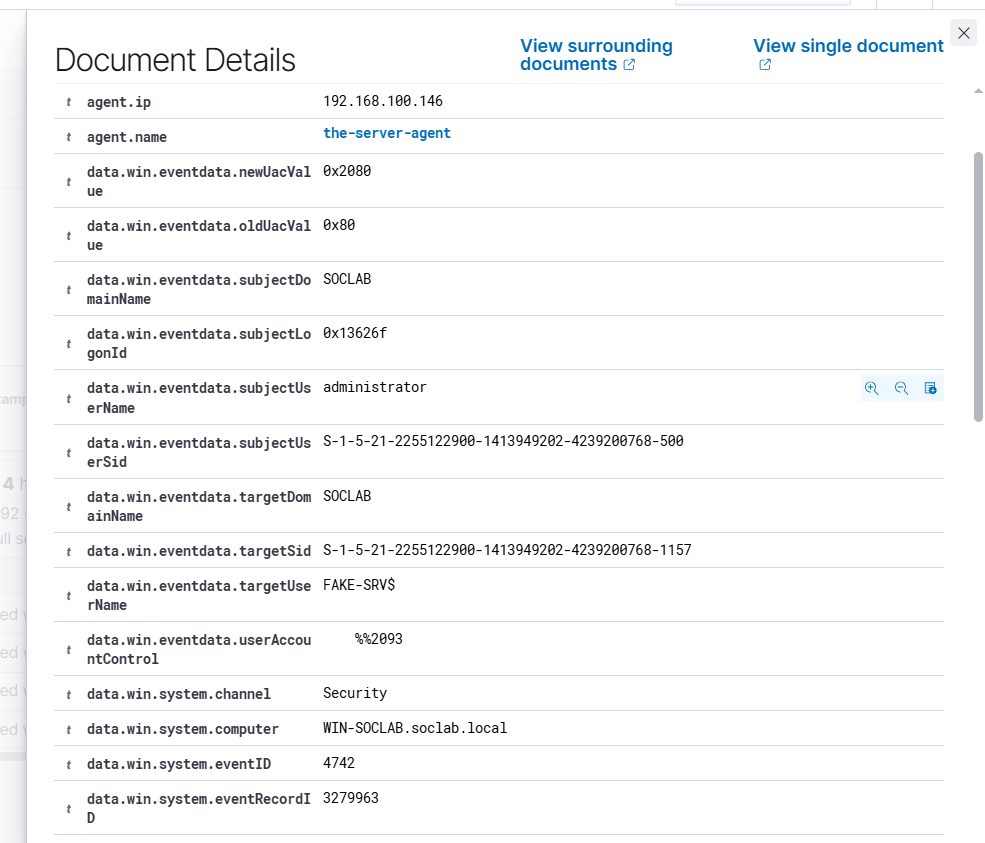 Document Details
View surrounding
documents
View single document
t agent.ip 192.168.100.146
t agent.name the-server-agent
t data.win.eventdata.newUacVal
ue 0x2080
t data.win.eventdata.oldUacVal
ue 0x80
t data.win.eventdata.subjectDo
mainName SOCLAB
t data.win.eventdata.subjectLo
gonId 0x13626f
t data.win.eventdata.subjectUs
erName administrator
t data.win.eventdata.subjectUs
erSid S-1-5-21-2255122900-1413949202-4239200768-500
t data.win.eventdata.targetDom
ainName SOCLAB
t data.win.eventdata.targetSid S-1-5-21-2255122900-1413949202-4239200768-1157
t data.win.eventdata.targetUse
rName FAKE-SRV$
t data.win.eventdata.userAccou
ntControl %%2093
t data.win.system.channel Security
t data.win.system.computer WIN-SOCLAB.soclab.local
t data.win.system.eventID 4742
t data.win.system.eventRecordI
D 3279963